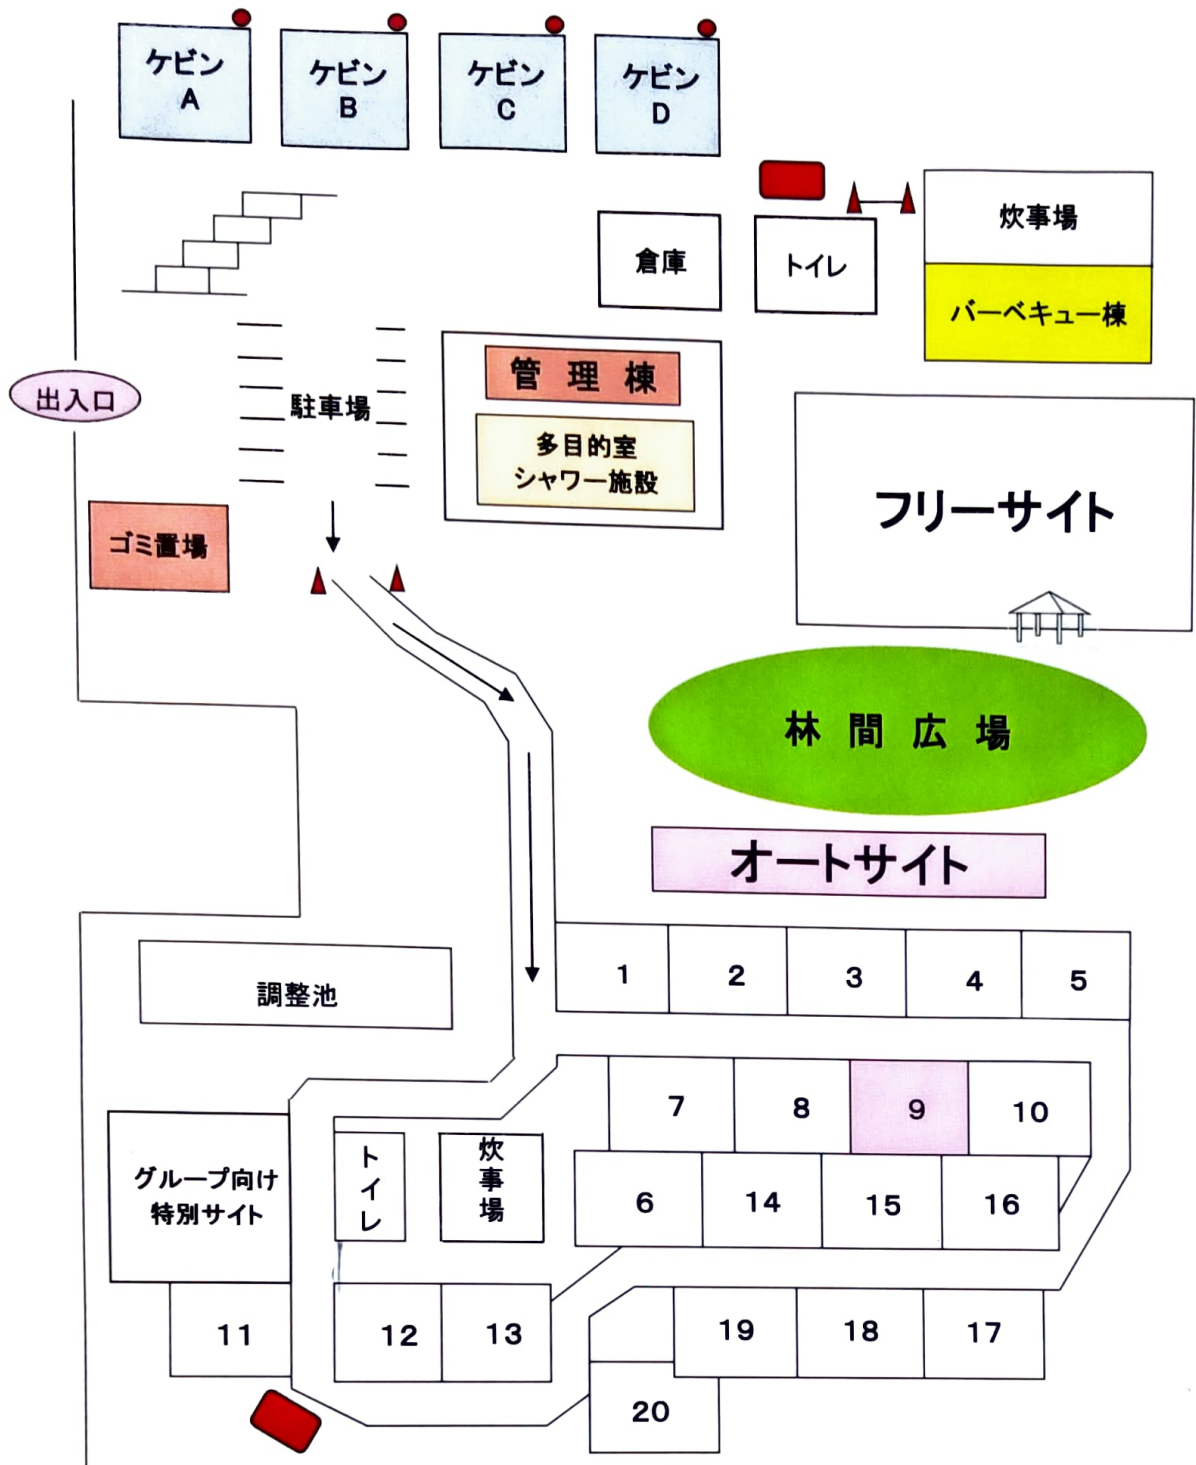 ケビン
A
ケビン
B
ケビン
C
ケビン
D
倉庫
トイレ
炊事場
バーベキュー棟
出入口
駐車場
管理棟
多目的室
シャワー施設
ゴミ置場
フリーサイト
林間広場
オートサイト
調整池
1
2
3
4
5
7
8
9
10
6
14
15
16
グループ向け
特別サイト
トイレ
炊事場
11
12
13
19
18
17
20